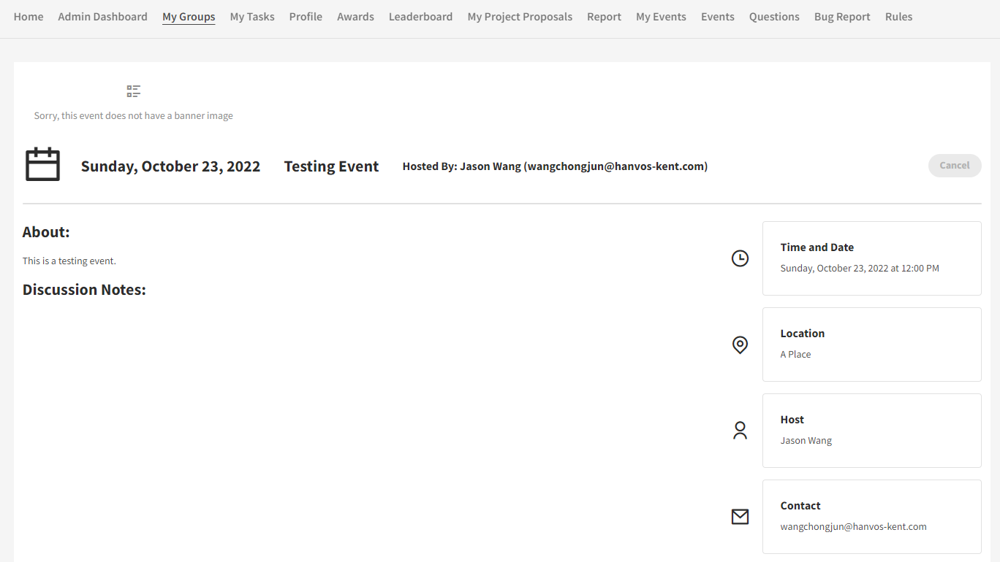 Home Admin Dashboard My Groups My Tasks Profile Awards Leaderboard My Project Proposals Report My Events Events Questions Bug Report Rules
Sorry, this event does not have a banner image
Sunday, October 23, 2022 Testing Event Hosted By: Jason Wang (wangchongjun@hanvos-kent.com) Cancel
About:
This is a testing event.
Discussion Notes:
Time and Date
Sunday, October 23, 2022 at 12:00 PM
Location
A Place
Host
Jason Wang
Contact
wangchongjun@hanvos-kent.com